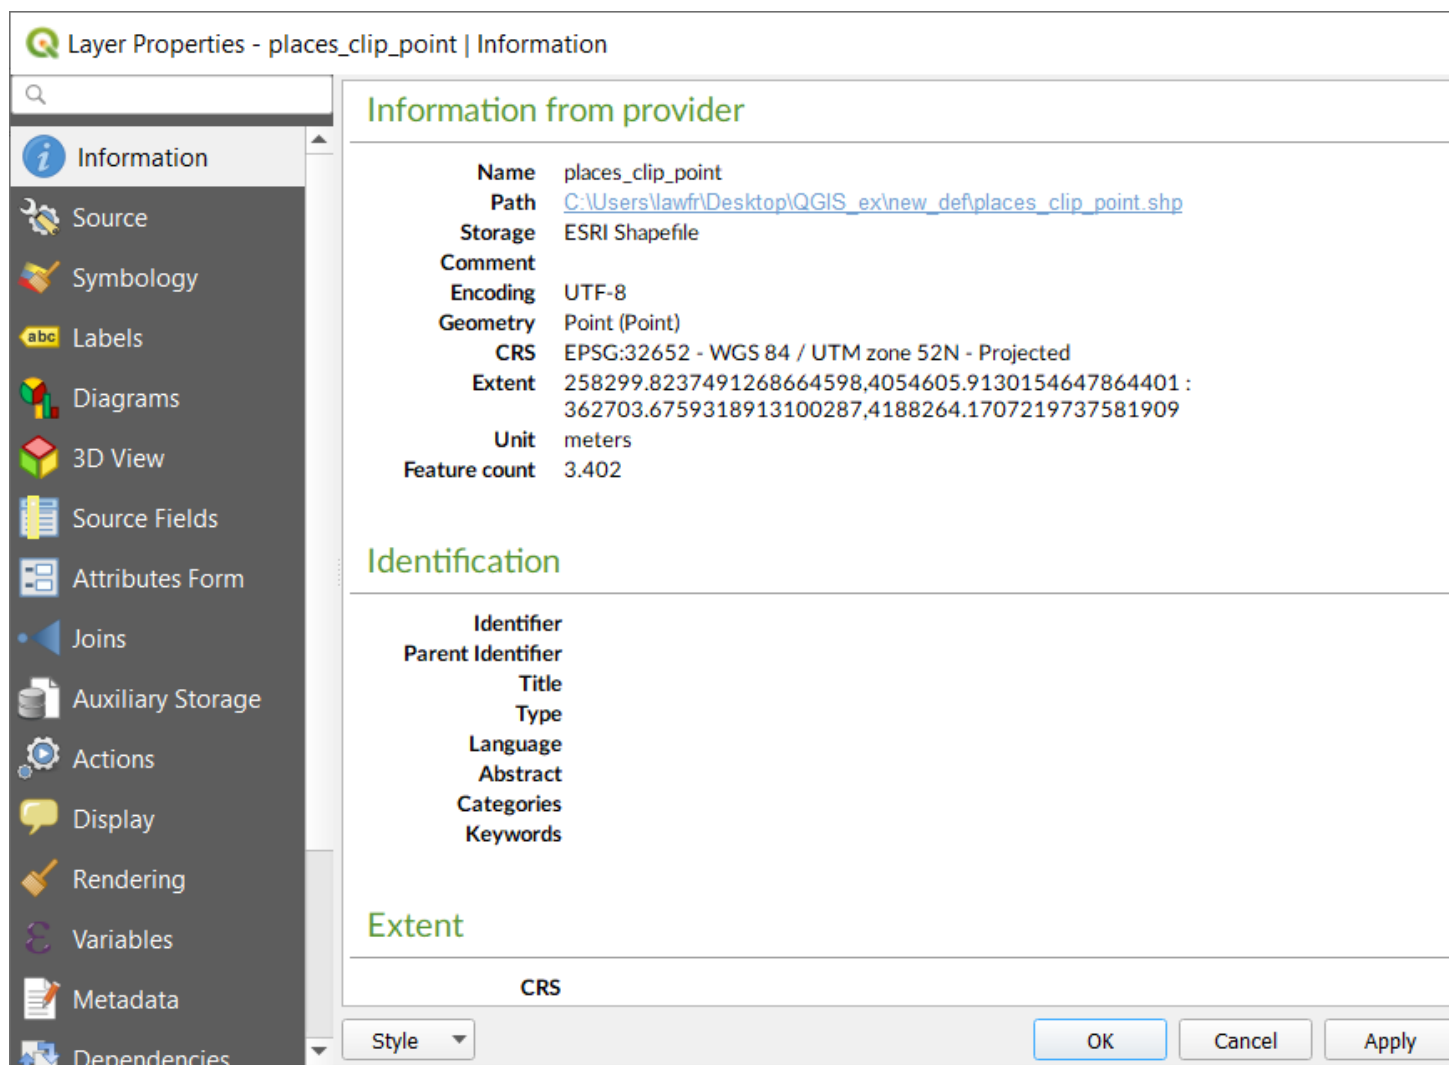 Layer Properties - places_clip_point | Information
Information
Source
Symbology
abc Labels
Diagrams
3D View
Source Fields
Attributes Form
Joins
Auxiliary Storage
Actions
Display
Rendering
Variables
Metadata
Dependencies
Information from provider
Name places_clip_point
Path C:\Users\lawfr\Desktop\QGIS_ex\new_def\places_clip_point.shp
Storage ESRI Shapefile
Comment
Encoding UTF-8
Geometry Point (Point)
CRS EPSG:32652 - WGS 84 / UTM zone 52N - Projected
Extent 258299.8237491268664598,4054605.9130154647864401 :
362703.6759318913100287,4188264.1707219737581909
Unit meters
Feature count 3.402
Identification
Identifier
Parent Identifier
Title
Type
Language
Abstract
Categories
Keywords
Extent
CRS
Style
OK
Cancel
Apply